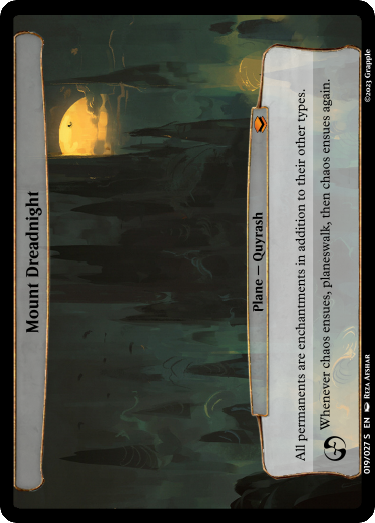 Mount Dreadnight
Plane — Quyrash
All permanents are enchantments in addition to their other types.
Whenever chaos ensues, planeswalk, then chaos ensues again.
019/027 S EN REZA AFSHAR
©2023 Grapple